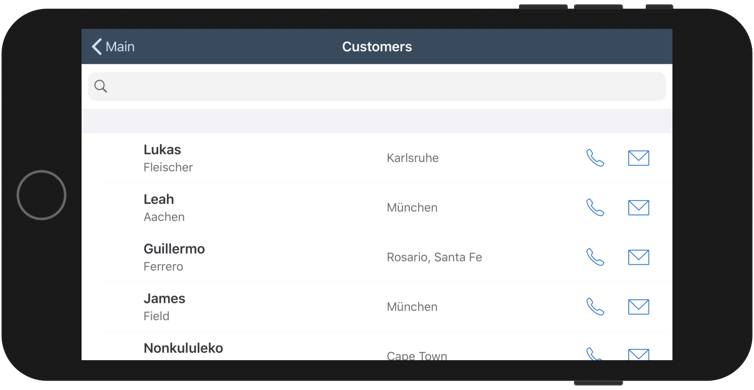 Main
Customers
Lukas
Fleischer
Karlsruhe
Leah
Aachen
München
Guillermo
Ferrero
Rosario, Santa Fe
James
Field
München
Nonkululeko
Cape Town